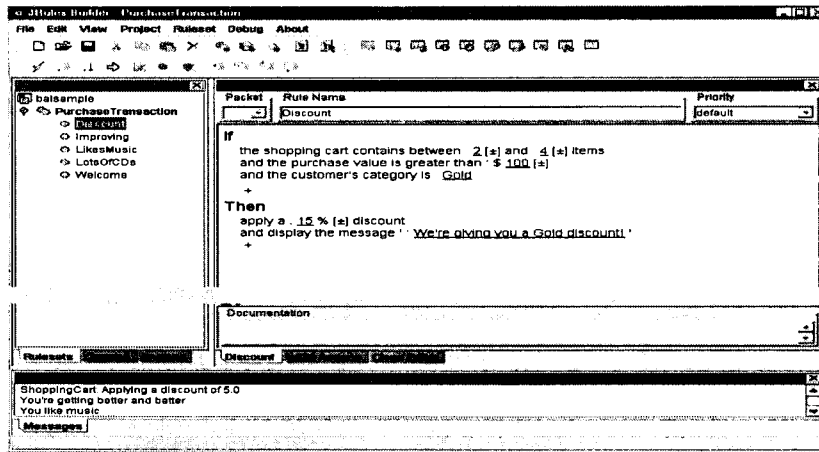 JRules Builder PurchaseTransaction
File Edit View Project Ruleset Debug About
balsample
PurchaseTransaction
Discount
Improving
LikesMusic
LotsOfCDs
Welcome
Packet Rule Name Priority
Discount default
If
the shopping cart contains between 2 [±] and 4 [±] items
and the purchase value is greater than ' $ 100 [±]
and the customer's category is Gold
+
Then
apply a . 15 % [±] discount
and display the message ' ' We're giving you a Gold discount! '
+
Documentation
Rulesets
Discount
ShoppingCart Applying a discount of 5.0
You're getting better and better
You like music
Messages